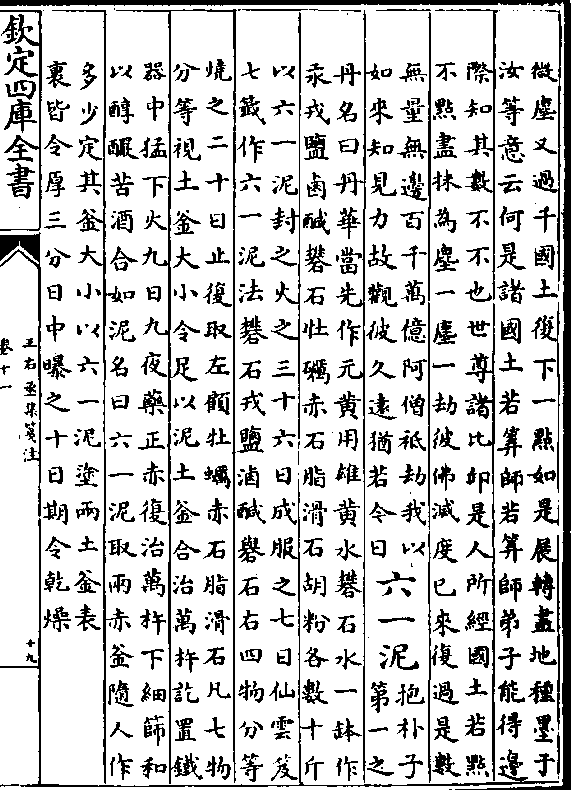 微塵又過千國土復下一㸃如是展轉盡地種墨于
汝等意云何是諸國土若算師若算師弟子能得邊
際知其數不不也世尊諸比邱是人所經國土若㸃
不㸃盡抹為塵一塵一劫彼佛滅度已來復過是數
無量無邊百千萬億阿僧祇劫我以
如來知見力故觀彼久逺猶若今日
六一泥
抱朴子
第一之
丹名曰丹華當先作元黄用雄黄水礬石水一鉢作
汞戎鹽鹵醎礬石牡蠣赤石脂滑石胡粉各數十斤
以六一泥封之火之三十六日成服之七日仙雲笈
七籤作六一泥法礬石戎鹽滷醎礜石右四物分等
燒之二十日止復取左顧牡蠣赤石脂滑石凡七物
分等視土釜大小令足以泥土釜合治萬杵訖置鐵
器中猛下火九日九夜藥正赤復治萬杵下細篩和
以醇釅苦酒合如泥名曰六一泥取兩赤釜隨人作
多少定其釜大小以六一泥塗兩土釜表
裏皆令厚三分日中曝之十日期令乾燥
欽定四庫全書
王右丞集箋注
卷十一
十九